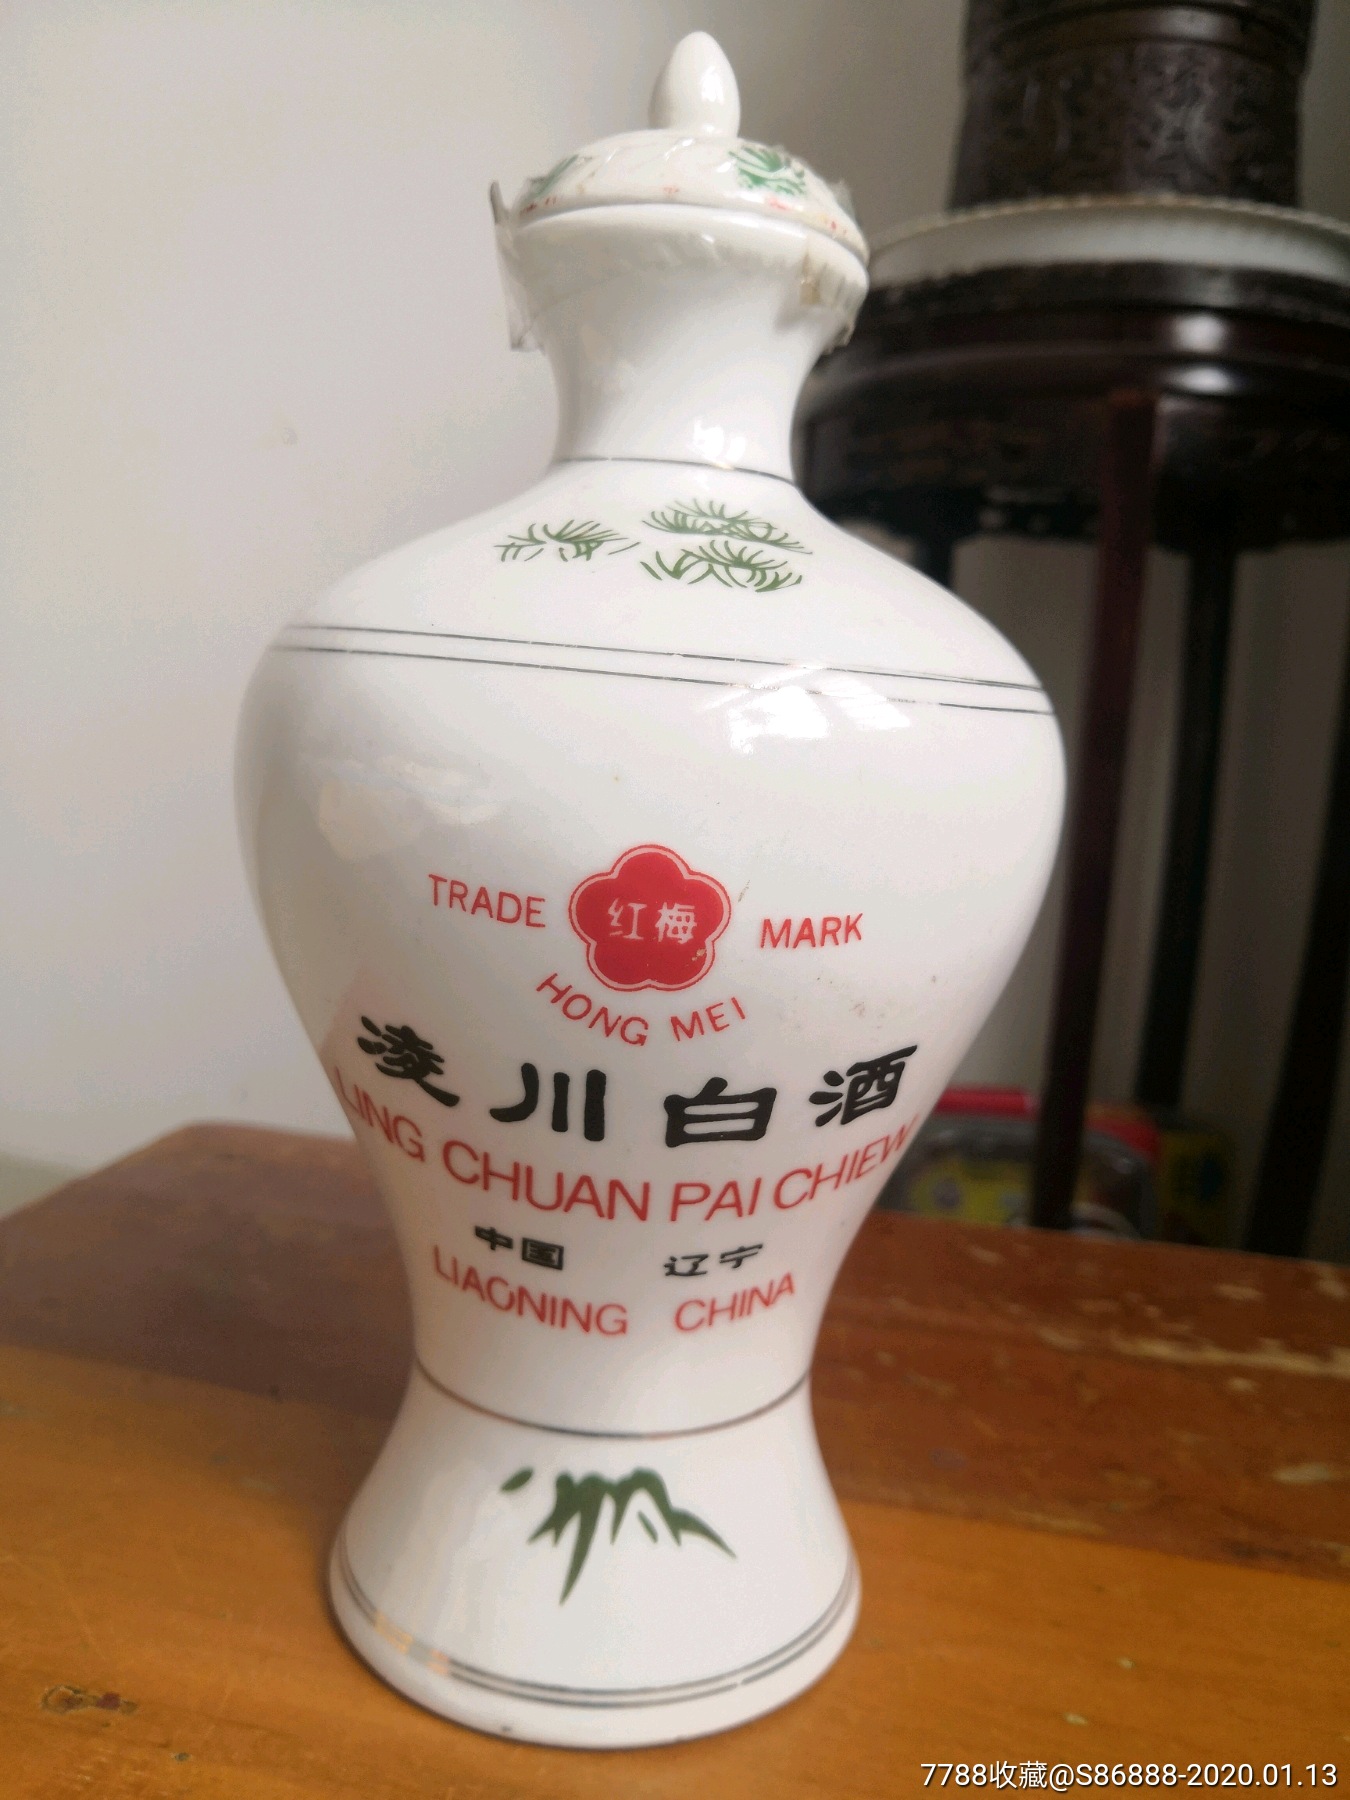 TRADE 红梅 MARK
HONG MEI
凌川白酒
LING CHUAN PAI CHIEW
中国 辽宁
LIAONING CHINA
7788收藏@S86888-2020.01.13